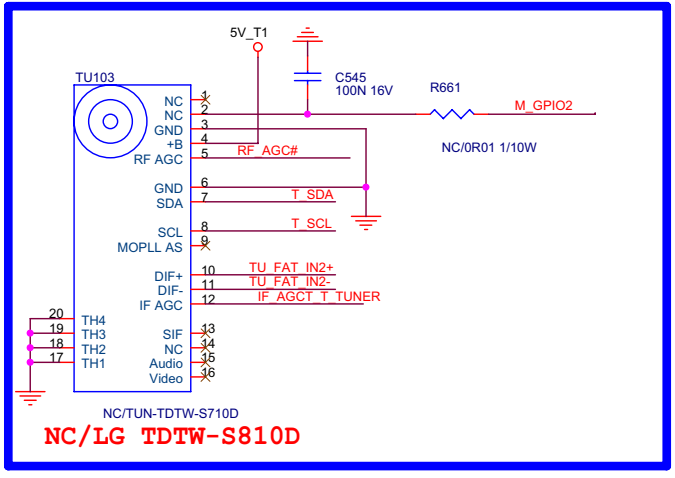 5V_T1
TU103
C545
100N 16V
R661
M_GPIO2
NC/0R01 1/10W
NC 1
NC 2
GND 3
+B 4
RF AGC 5 RF_AGC#
GND 6
SDA 7 T_SDA
SCL 8 T_SCL
MOPLL AS 9
DIF+ 10 TU_FAT_IN2+
DIF- 11 TU_FAT_IN2-
IF AGC 12 IF_AGCT_T_TUNER
20 TH4
19 TH3 SIF 13
18 TH2 NC 14
17 TH1 Audio 15
Video 16
NC/TUN-TDTW-S710D
NC/LG TDTW-S810D